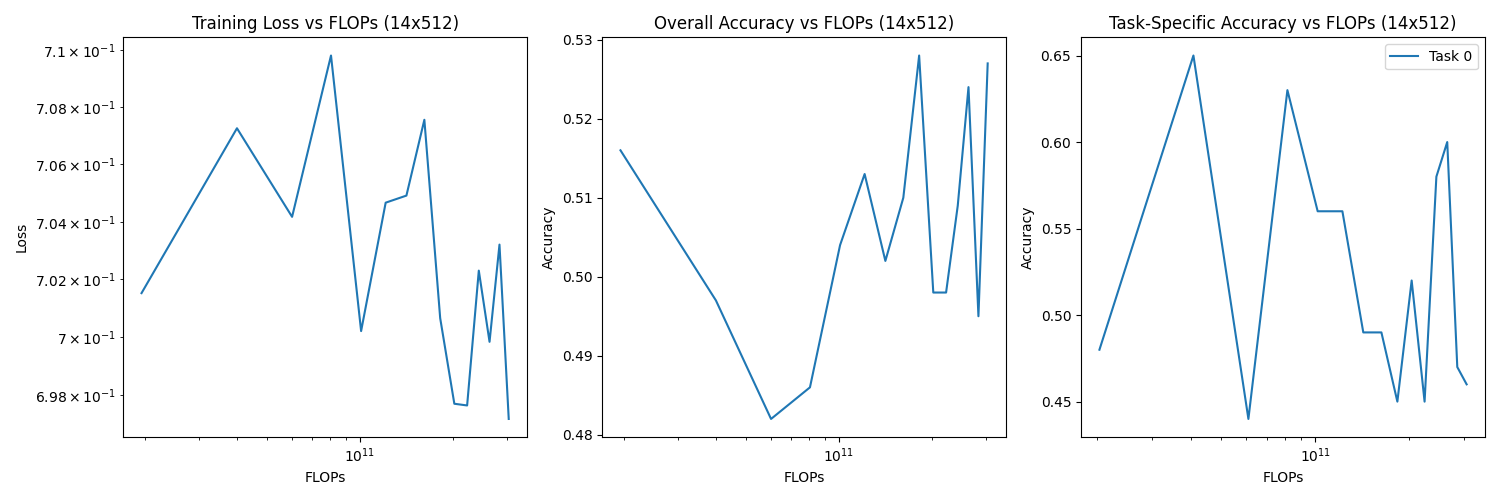 Training Loss vs FLOPs (14x512)
7.1 × 10⁻¹
7.08 × 10⁻¹
7.06 × 10⁻¹
7.04 × 10⁻¹
7.02 × 10⁻¹
7 × 10⁻¹
6.98 × 10⁻¹
Loss
10¹¹
FLOPs
Overall Accuracy vs FLOPs (14x512)
0.53
0.52
0.51
0.50
0.49
0.48
Accuracy
10¹¹
FLOPs
Task-Specific Accuracy vs FLOPs (14x512)
Task 0
0.65
0.60
0.55
0.50
0.45
Accuracy
10¹¹
FLOPs